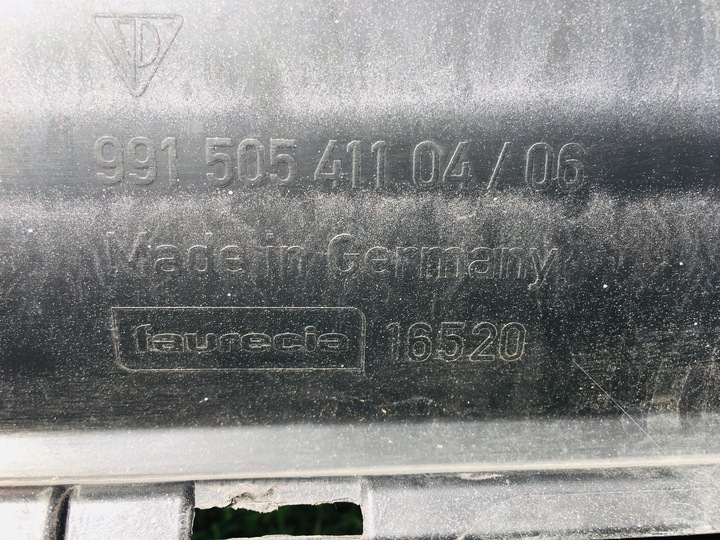 991 505 411 04/06
Made in Germany
faurecia 16520